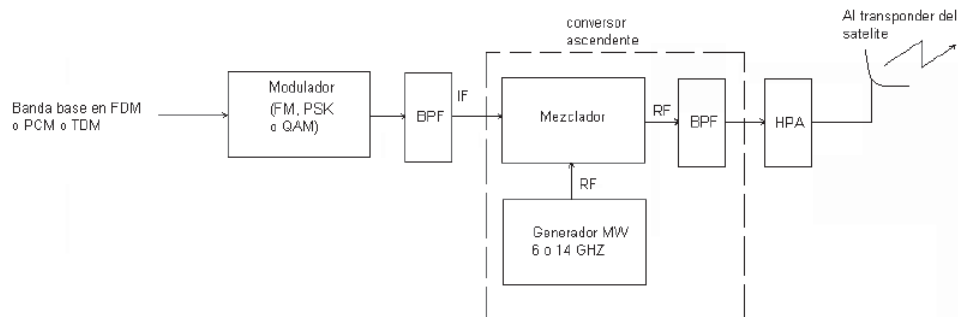 conversor
ascendente
Al transponder del
satelite
Banda base en FDM
o PCM o TDM
Modulador
(FM, PSK
o QAM)
BPF
IF
Mezclador
RF
BPF
HPA
RF
Generador MW
6 o 14 GHZ